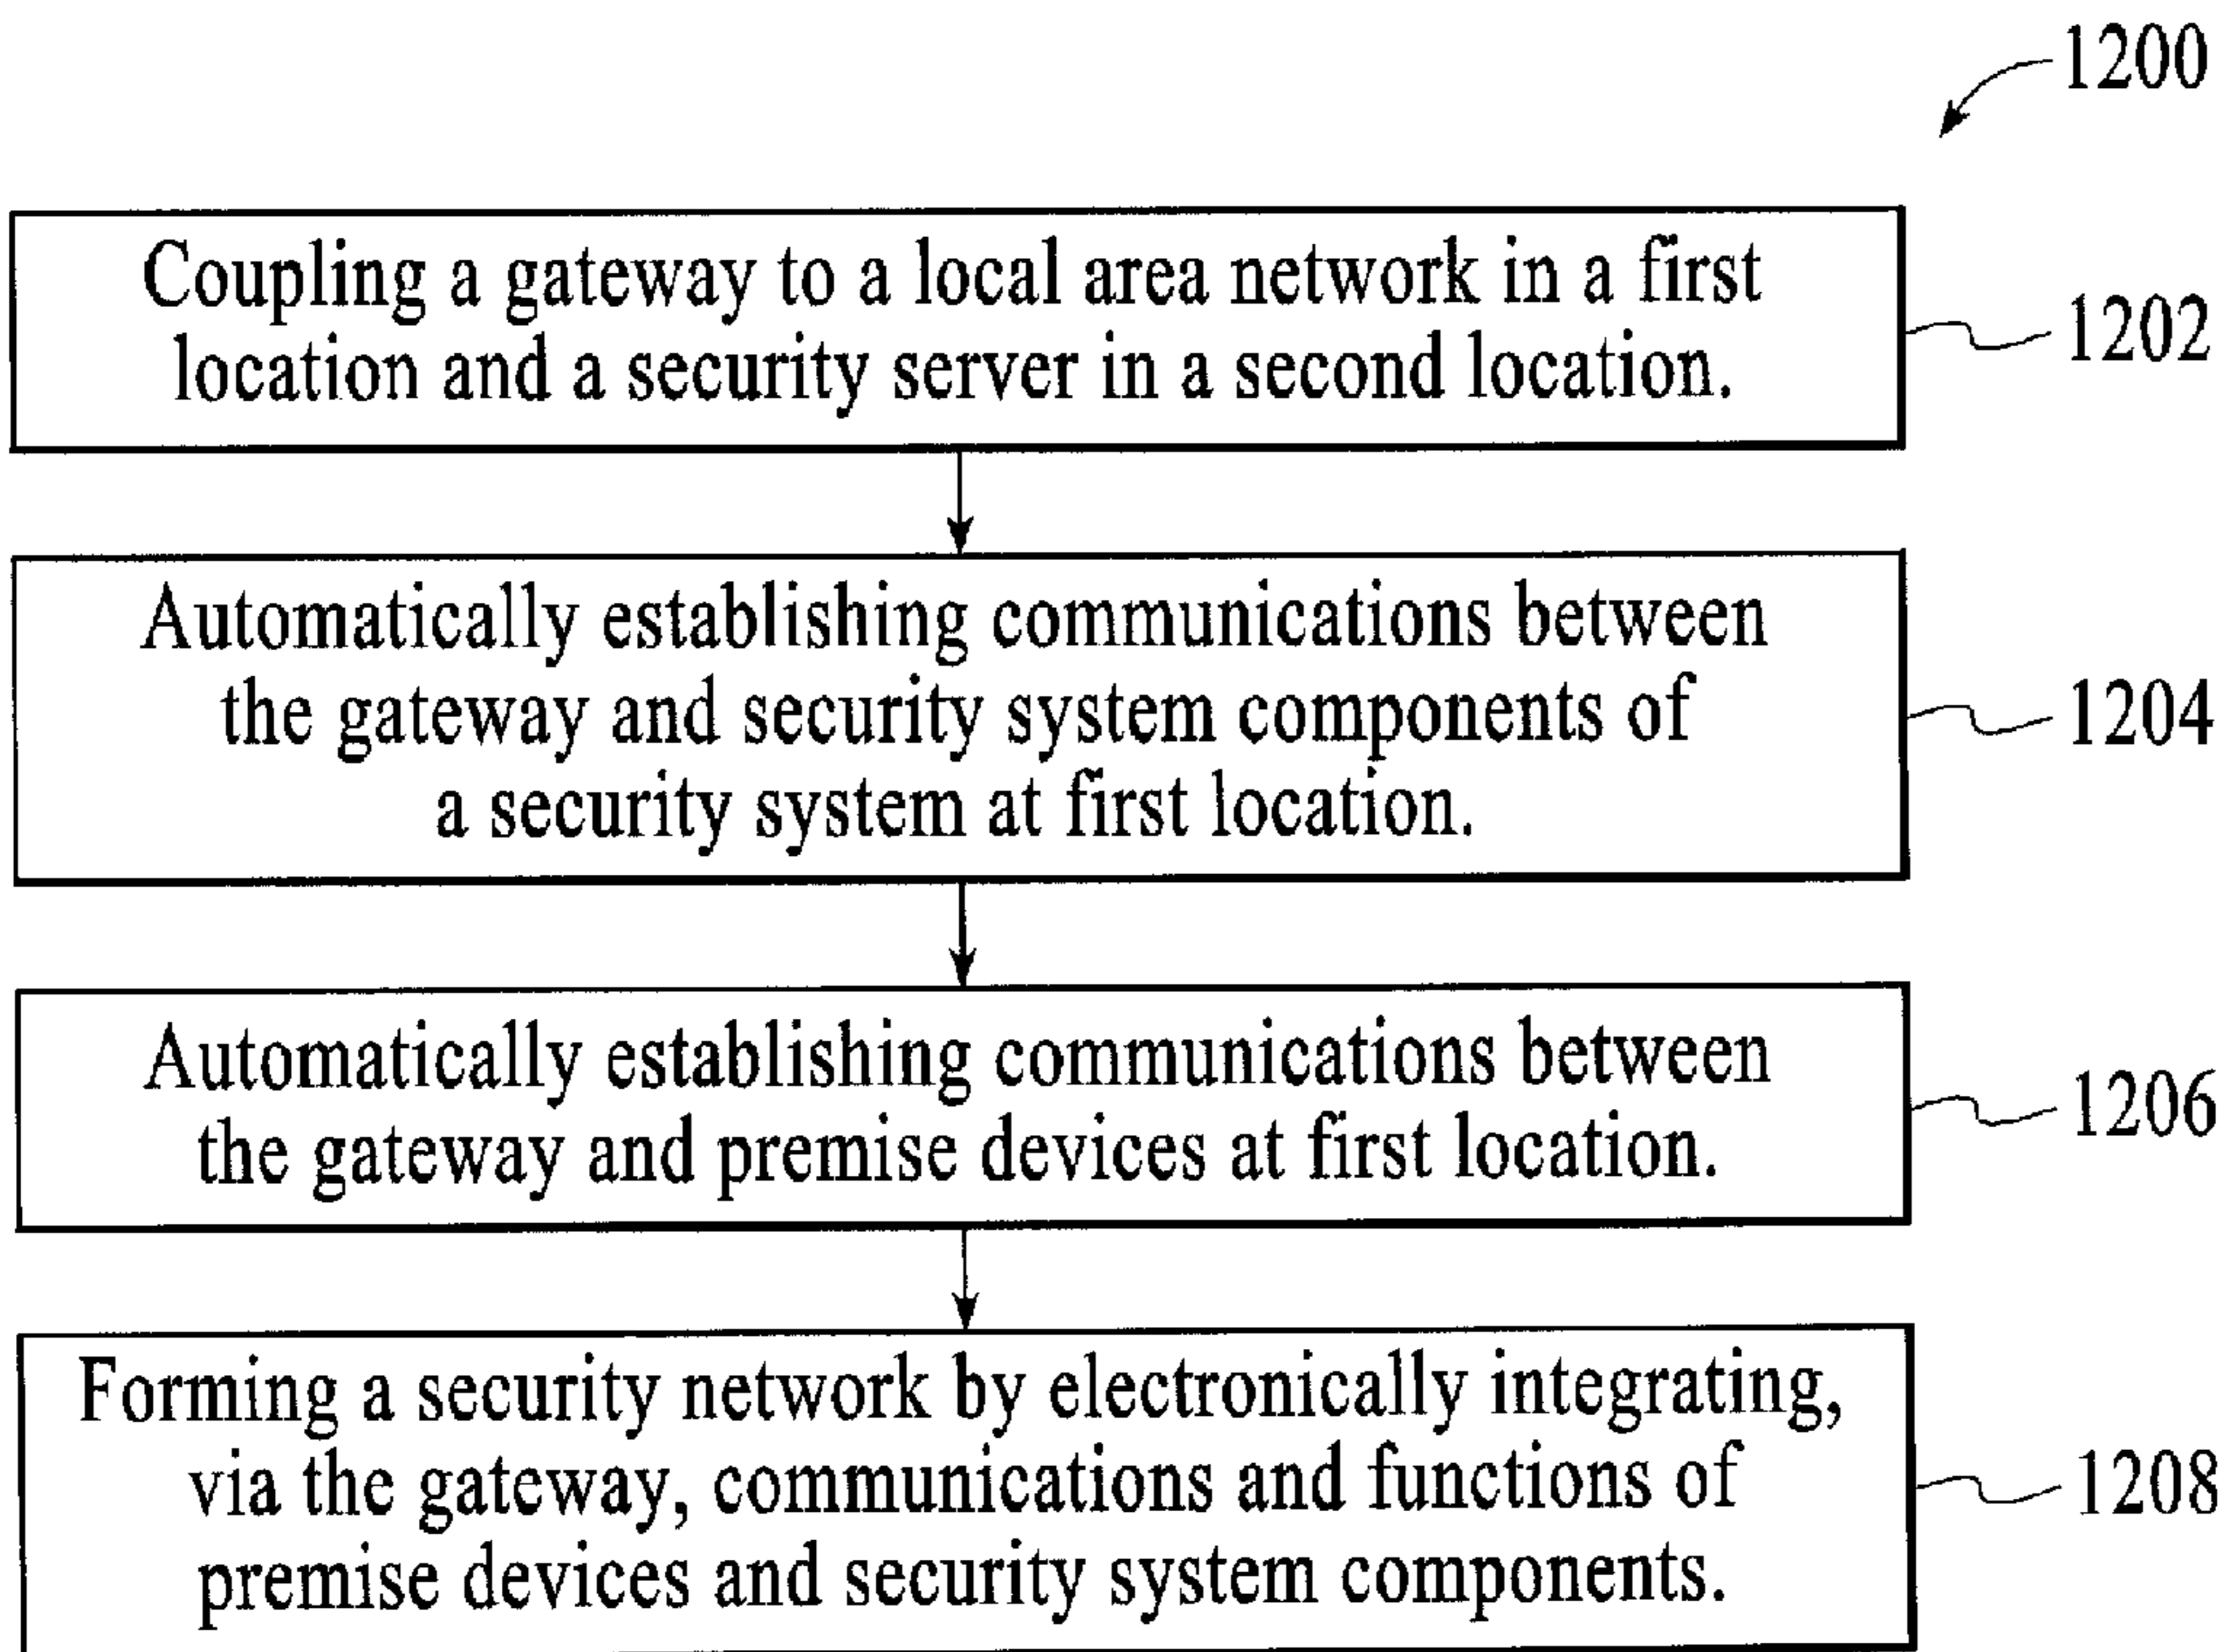 1200
Coupling a gateway to a local area network in a first
location and a security server in a second location.
1202
Automatically establishing communications between
the gateway and security system components of
a security system at first location.
1204
Automatically establishing communications between
the gateway and premise devices at first location.
1206
Forming a security network by electronically integrating,
via the gateway, communications and functions of
premise devices and security system components.
1208